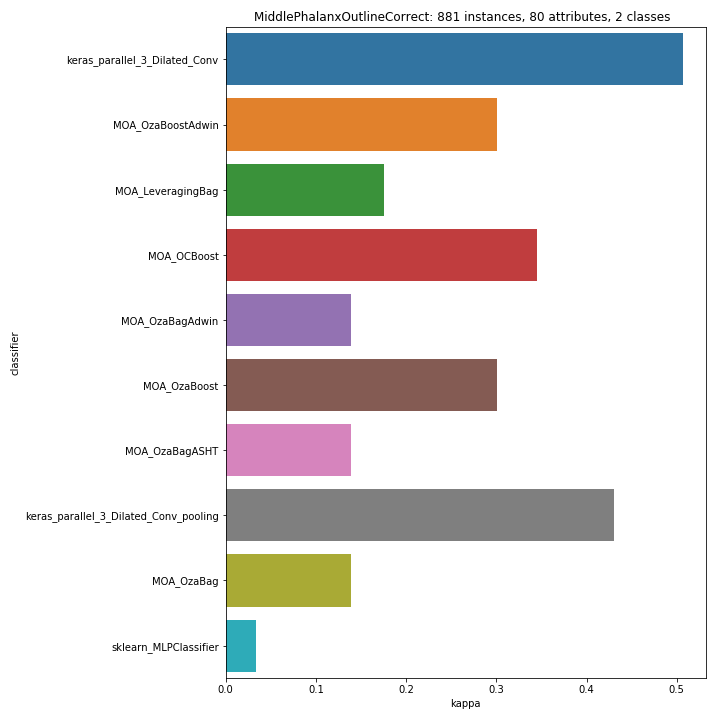 MiddlePhalanxOutlineCorrect: 881 instances, 80 attributes, 2 classes
keras_parallel_3_Dilated_Conv
MOA_OzaBoostAdwin
MOA_LeveragingBag
MOA_OCBoost
MOA_OzaBagAdwin
classifier
MOA_OzaBoost
MOA_OzaBagASHT
keras_parallel_3_Dilated_Conv_pooling
MOA_OzaBag
sklearn_MLPClassifier
0.0 0.1 0.2 0.3 0.4 0.5
kappa